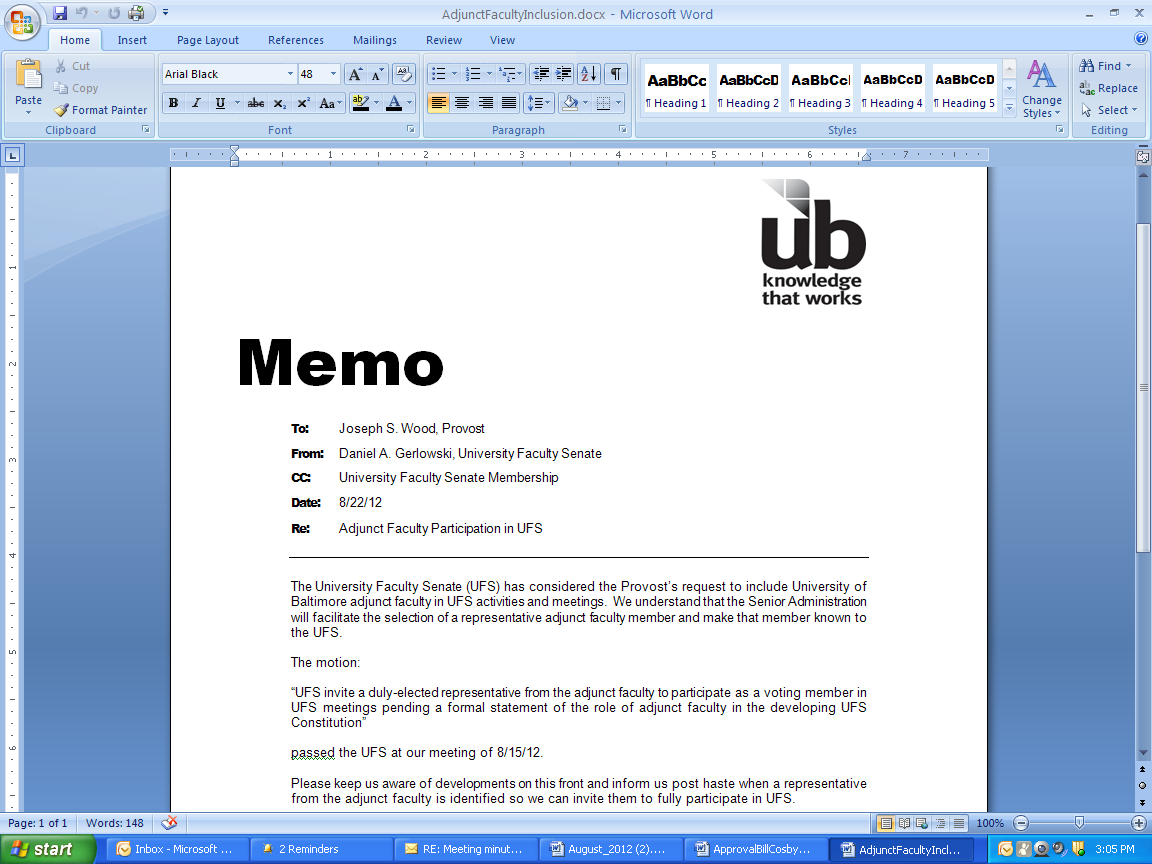 AdjunctFacultyInclusion.docx - Microsoft Word
Home Insert Page Layout References Mailings Review View
Paste
Cut
Copy
Format Painter
Clipboard
Arial Black 48
Font
Paragraph
AaBbCc AaBbCcD AaBbCcI AaBbCcD AaBbCcD
¶ Heading 1 ¶ Heading 2 ¶ Heading 3 ¶ Heading 4 ¶ Heading 5
Change
Styles
Styles
Find
Replace
Select
Editing
1 2 3 4 5 6 7
ub
knowledge
that works
Memo
To: Joseph S. Wood, Provost
From: Daniel A. Gerlowski, University Faculty Senate
CC: University Faculty Senate Membership
Date: 8/22/12
Re: Adjunct Faculty Participation in UFS
The University Faculty Senate (UFS) has considered the Provost's request to include University of
Baltimore adjunct faculty in UFS activities and meetings. We understand that the Senior Administration
will facilitate the selection of a representative adjunct faculty member and make that member known to
the UFS.
The motion:
“UFS invite a duly-elected representative from the adjunct faculty to participate as a voting member in
UFS meetings pending a formal statement of the role of adjunct faculty in the developing UFS
Constitution”
passed the UFS at our meeting of 8/15/12.
Please keep us aware of developments on this front and inform us post haste when a representative
from the adjunct faculty is identified so we can invite them to fully participate in UFS.
Page: 1 of 1 Words: 148 100%
start Inbox - Microsoft ... 2 Reminders RE: Meeting minut... August_2012 (2).... ApprovalBillCosby... AdjunctFacultyIncl... 3:05 PM